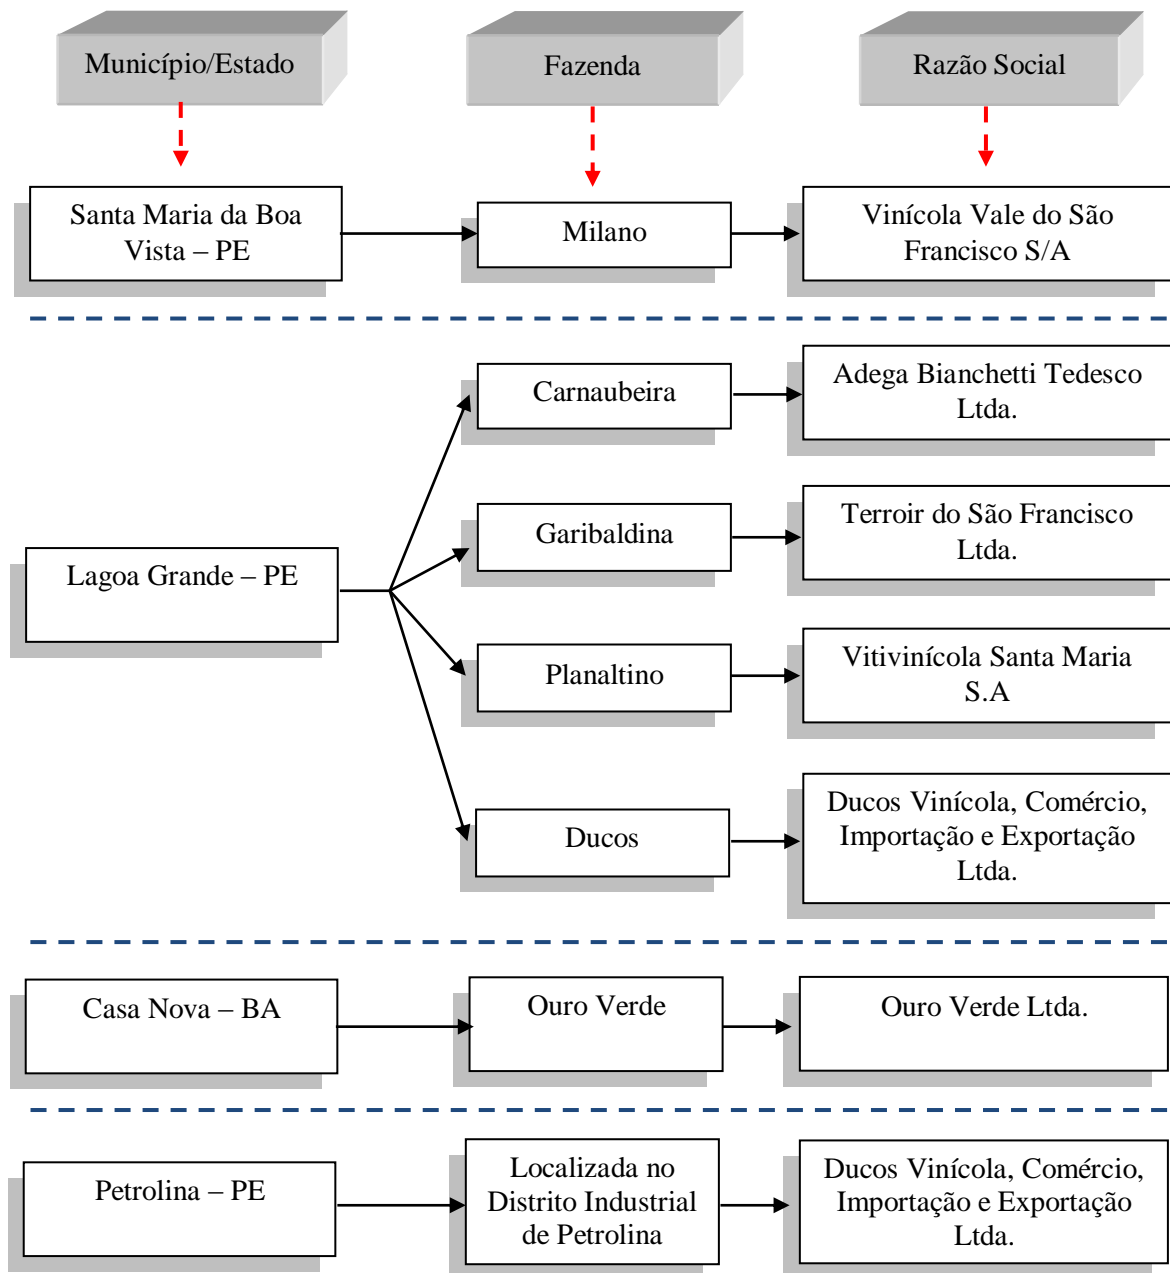 Município/Estado
Fazenda
Razão Social
Santa Maria da Boa
Vista – PE
Milano
Vinícola Vale do São
Francisco S/A
Lagoa Grande – PE
Carnaubeira
Adega Bianchetti Tedesco
Ltda.
Garibaldina
Terroir do São Francisco
Ltda.
Planaltino
Vitivinícola Santa Maria
S.A
Ducos
Ducos Vinícola, Comércio,
Importação e Exportação
Ltda.
Casa Nova – BA
Ouro Verde
Ouro Verde Ltda.
Petrolina – PE
Localizada no
Distrito Industrial
de Petrolina
Ducos Vinícola, Comércio,
Importação e Exportação
Ltda.